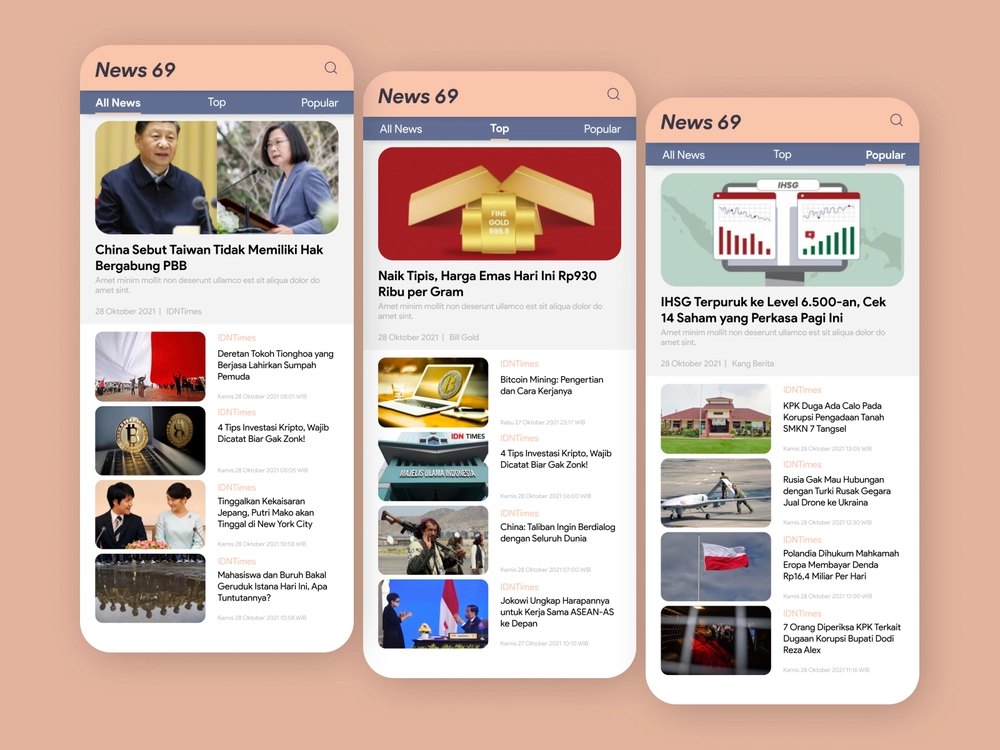 News 69
All News Top Popular
China Sebut Taiwan Tidak Memiliki Hak
Bergabung PBB
Amet minim mollit non deserunt ullamco est sit aliqua dolor do
amet sint.
28 Oktober 2021 | IDNTimes
IDNTimes
Deretan Tokoh Tionghoa yang
Berjasa Lahirkan Sumpah
Pemuda
Kamis 28 Oktober 2021 08:01 WIB
IDNTimes
4 Tips Investasi Kripto, Wajib
Dicatat Biar Gak Zonk!
Kamis 28 Oktober 2021 05:05 WIB
IDNTimes
Tinggalkan Kekaisaran
Jepang, Putri Mako akan
Tinggal di New York City
Kamis 28 Oktober 2021 10:58 WIB
IDNTimes
Mahasiswa dan Buruh Bakal
Geruduk Istana Hari Ini, Apa
Tuntutannya?
Kamis 28 Oktober 2021 10:58 WIB
News 69
All News Top Popular
FINE
GOLD
999.9
Naik Tipis, Harga Emas Hari Ini Rp930
Ribu per Gram
Amet minim mollit non deserunt ullamco est sit aliqua dolor do
amet sint.
28 Oktober 2021 | Bill Gold
IDNTimes
Bitcoin Mining: Pengertian
dan Cara Kerjanya
Rabu 27 Oktober 2021 23:17 WIB
IDN TIMES
MAJELIS ULAMA INDONESIA
IDNTimes
4 Tips Investasi Kripto, Wajib
Dicatat Biar Gak Zonk!
Kamis 28 Oktober 2021 06:00 WIB
IDNTimes
China: Taliban Ingin Berdialog
dengan Seluruh Dunia
Kamis 28 Oktober 2021 07:00 WIB
IDNTimes
Jokowi Ungkap Harapannya
untuk Kerja Sama ASEAN-AS
ke Depan
Kamis 27 Oktober 2021 10:10 WIB
News 69
All News Top Popular
IHSG
IHSG Terpuruk ke Level 6.500-an, Cek
14 Saham yang Perkasa Pagi Ini
Amet minim mollit non deserunt ullamco est sit aliqua dolor do
amet sint.
28 Oktober 2021 | Kang Berita
IDNTimes
KPK Duga Ada Calo Pada
Korupsi Pengadaan Tanah
SMKN 7 Tangsel
Kamis 28 Oktober 2021 13:05 WIB
IDNTimes
Rusia Gak Mau Hubungan
dengan Turki Rusak Gegara
Jual Drone ke Ukraina
Kamis 28 Oktober 2021 12:30 WIB
IDNTimes
Polandia Dihukum Mahkamah
Eropa Membayar Denda
Rp16,4 Miliar Per Hari
Kamis 28 Oktober 2021 12:00 WIB
IDNTimes
7 Orang Diperiksa KPK Terkait
Dugaan Korupsi Bupati Dodi
Reza Alex
Kamis 28 Oktober 2021 11:16 WIB